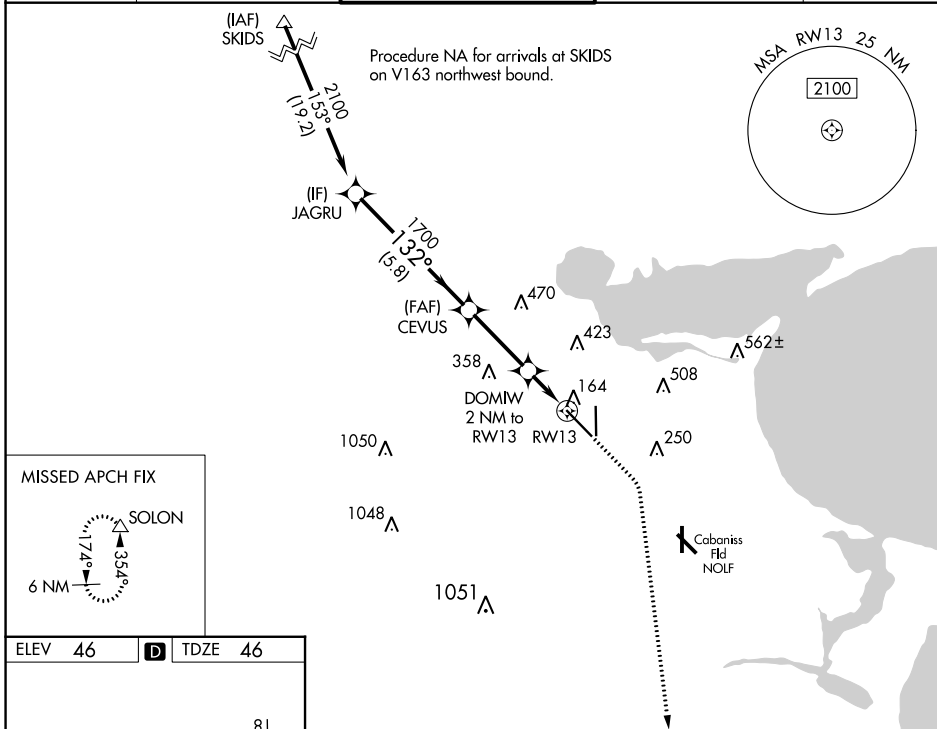 (IAF)
SKIDS
Procedure NA for arrivals at SKIDS
on V163 northwest bound.
MSA RW13 25 NM
2100
2100
153°
(19.2)
(IF)
JAGRU
1700
132°
(5.8)
(FAF)
CEVUS
470
423
562±
358
508
DOMIW
2 NM to
RW13
164
RW13
250
1050
1048
1051
Cabaniss
Fld
NOLF
MISSED APCH FIX
SOLON
174°
354°
6 NM
ELEV 46
D
TDZE 46